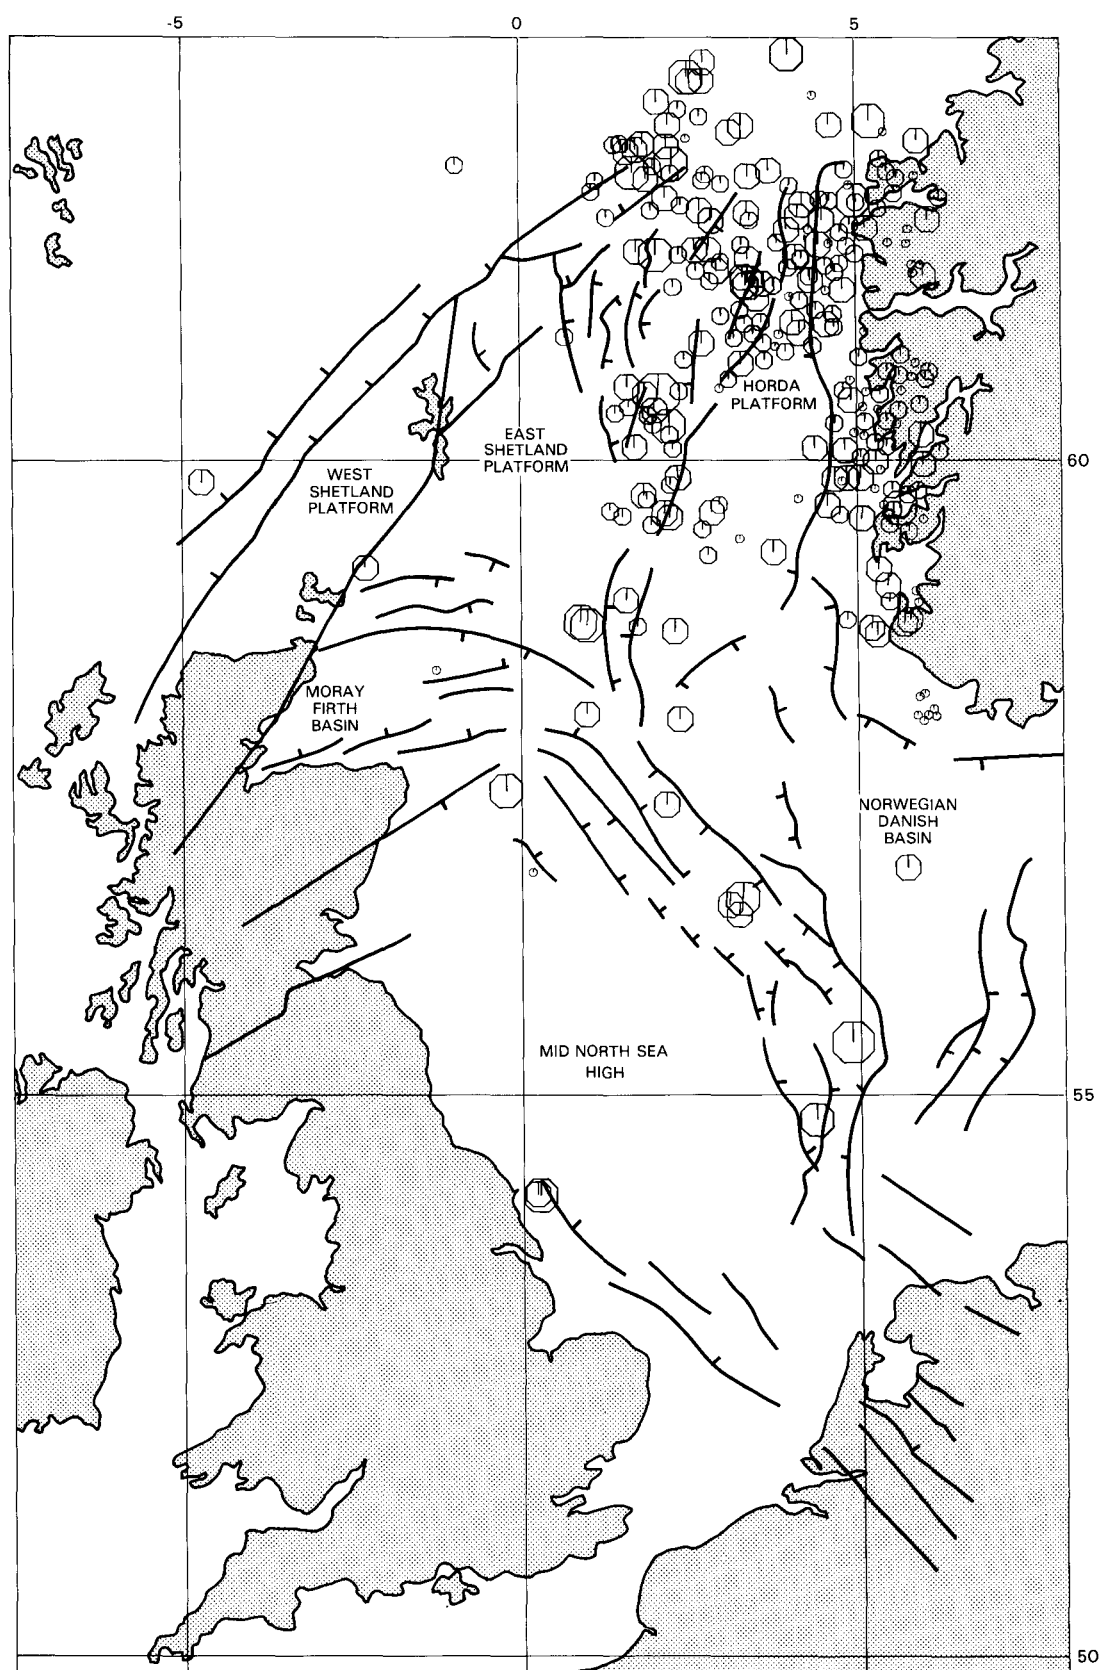 -5 0 5
HORDA
PLATFORM
EAST
SHETLAND
PLATFORM
60
WEST
SHETLAND
PLATFORM
MORAY
FIRTH
BASIN
NORWEGIAN
DANISH
BASIN
MID NORTH SEA
HIGH
55
50